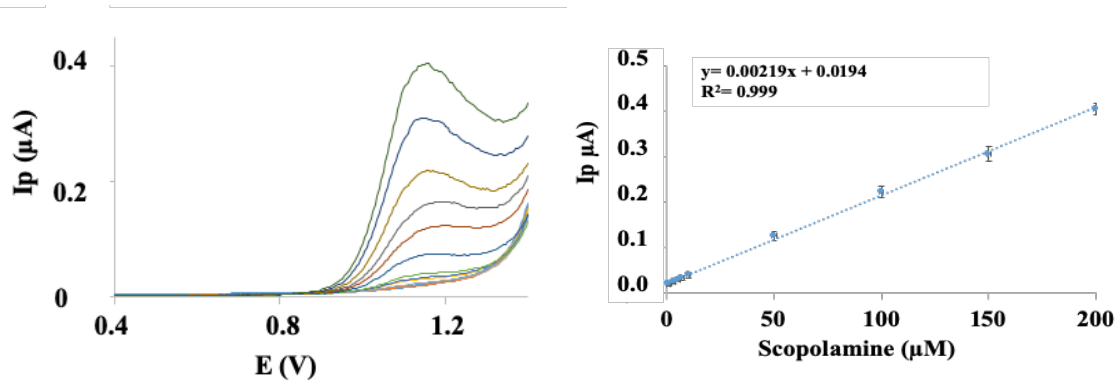 0.4
0.2
0
0.4
0.8
1.2
Ip (µA)
E (V)
0.5
0.4
0.3
0.2
0.1
0.0
y= 0.00219x + 0.0194
R²= 0.999
Ip µA)
0
50
100
150
200
Scopolamine (µM)